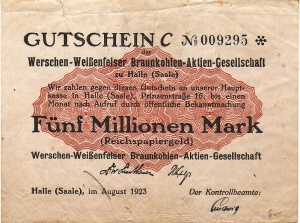 GUTSCHEIN C № 009295 *
der
Werschen-Weißenfelser Braunkohlen-Aktien-Gesellschaft
zu Halle (Saale)
Wir zahlen gegen diesen Gutschein an unserer Haupt-
kasse in Halle (Saale), Prinzenstraße 16, bis einen
Monat nach Aufruf durch öffentliche Bekanntmachung
Fünf Millionen Mark
(Reichspapiergeld)
Werschen-Weißenfelser Braunkohlen-Aktien-Gesellschaft
Halle (Saale), im August 1923
Der Kontrollbeamte: